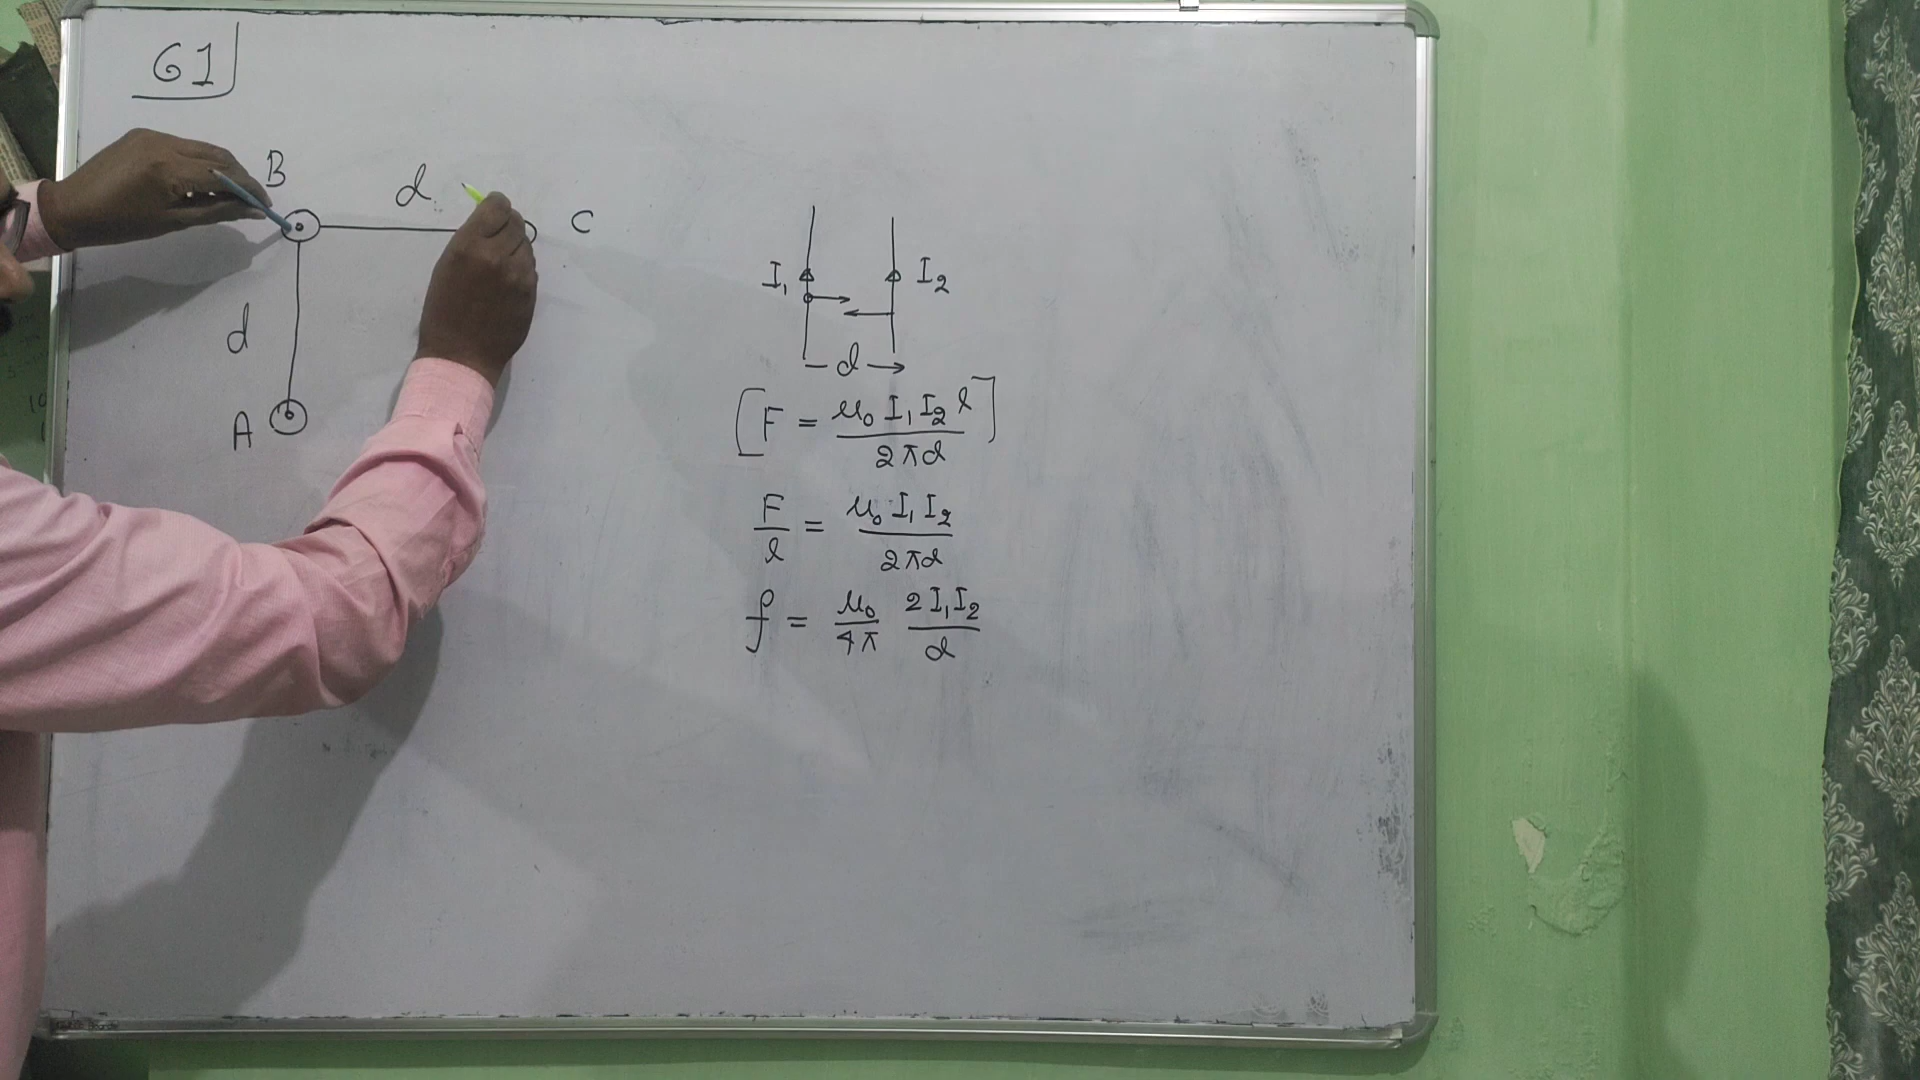 61
B
d
C
d
A
I₁ I₂
d
[F = μ₀ I₁ I₂ l / 2πd]
F/l = μ₀ I₁ I₂ / 2πd
f = μ₀/4π 2 I₁ I₂ / d